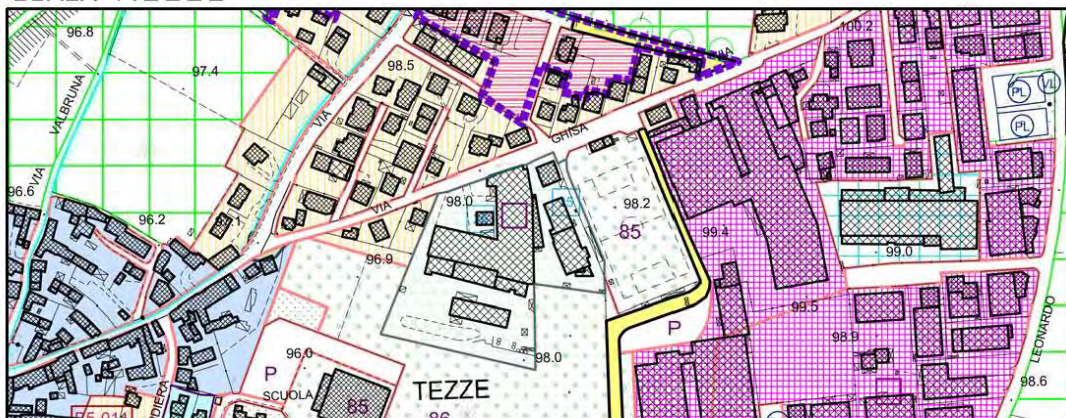 96.8
97.4
VIA VALBRUNA
96.6
96.2
98.5
VIA
VIA GHISA
VIA
100.2
PL
VL
PL
98.0
98.2
85
99.4
99.0
96.9
99.5
P
98.9
LEONARDO
98.0
96.0
P
SCUOLA
85
TEZZE
86
98.6
DIERA